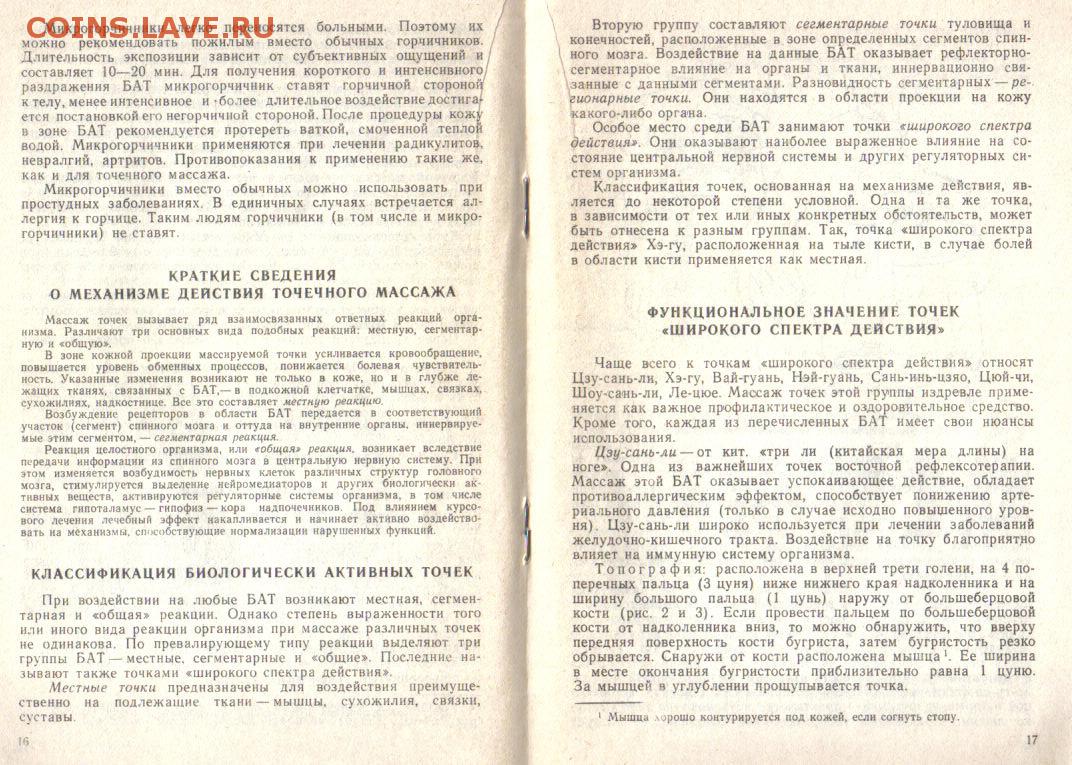 COINS.LAVE.RU
Микрогорчичники легко переносятся больными. Поэтому их
можно рекомендовать пожилым вместо обычных горчичников.
Длительность экспозиции зависит от субъективных ощущений и
составляет 10—20 мин. Для получения короткого и интенсивного
раздражения БАТ микрогорчичник ставят горчичной стороной
к телу, менее интенсивное и более длительное воздействие достига-
ется постановкой его негорчичной стороной. После процедуры кожу
в зоне БАТ рекомендуется протереть ваткой, смоченной теплой
водой. Микрогорчичники применяются при лечении радикулитов,
невралгий, артритов. Противопоказания к применению такие же,
как и для точечного массажа.
Микрогорчичники вместо обычных можно использовать при
простудных заболеваниях. В единичных случаях встречается ал-
лергия к горчице. Таким людям горчичники (в том числе и микро-
горчичники) не ставят.
КРАТКИЕ СВЕДЕНИЯ
О МЕХАНИЗМЕ ДЕЙСТВИЯ ТОЧЕЧНОГО МАССАЖА
Массаж точек вызывает ряд взаимосвязанных ответных реакций орга-
низма. Различают три основных вида подобных реакций: местную, сегментар-
ную и «общую».
В зоне кожной проекции массируемой точки усиливается кровообращение,
повышается уровень обменных процессов, понижается болевая чувствитель-
ность. Указанные изменения возникают не только в коже, но и в глубже ле-
жащих тканях, связанных с БАТ,— в подкожной клетчатке, мышцах, связках,
сухожилиях, надкостнице. Все это составляет местную реакцию.
Возбуждение рецепторов в области БАТ передается в соответствующий
участок (сегмент) спинного мозга и оттуда на внутренние органы, иннервируе-
мые этим сегментом, — сегментарная реакция.
Реакция целостного организма, или «общая» реакция, возникает вследствие
передачи информации из спинного мозга в центральную нервную систему. При
этом изменяется возбудимость нервных клеток различных структур головного
мозга, стимулируется выделение нейромедиаторов и других биологически ак-
тивных веществ, активируются регуляторные системы организма, в том числе
система гипоталамус — гипофиз — кора надпочечников. Под влиянием курсо-
вого лечения лечебный эффект накапливается и начинает активно воздейство-
вать на механизмы, способствующие нормализации нарушенных функций.
КЛАССИФИКАЦИЯ БИОЛОГИЧЕСКИ АКТИВНЫХ ТОЧЕК
При воздействии на любые БАТ возникают местная, сегмен-
тарная и «общая» реакции. Однако степень выраженности того
или иного вида реакции организма при массаже различных точек
не одинакова. По превалирующему типу реакции выделяют три
группы БАТ — местные, сегментарные и «общие». Последние на-
зывают также точками «широкого спектра действия».
Местные точки предназначены для воздействия преимуще-
ственно на подлежащие ткани — мышцы, сухожилия, связки,
суставы.
16
Вторую группу составляют сегментарные точки туловища и
конечностей, расположенные в зоне определенных сегментов спин-
ного мозга. Воздействие на данные БАТ оказывает рефлекторно-
сегментарное влияние на органы и ткани, иннервационно свя-
занные с данными сегментами. Разновидность сегментарных — ре-
гионарные точки. Они находятся в области проекции на кожу
какого-либо органа.
Особое место среди БАТ занимают точки «широкого спектра
действия». Они оказывают наиболее выраженное влияние на со-
стояние центральной нервной системы и других регуляторных си-
стем организма.
Классификация точек, основанная на механизме действия, яв-
ляется до некоторой степени условной. Одна и та же точка,
в зависимости от тех или иных конкретных обстоятельств, может
быть отнесена к разным группам. Так, точка «широкого спектра
действия» Хэ-гу, расположенная на тыле кисти, в случае болей
в области кисти применяется как местная.
ФУНКЦИОНАЛЬНОЕ ЗНАЧЕНИЕ ТОЧЕК
«ШИРОКОГО СПЕКТРА ДЕЙСТВИЯ»
Чаще всего к точкам «широкого спектра действия» относят
Цзу-сань-ли, Хэ-гу, Вай-гуань, Нэй-гуань, Сань-инь-цзяо, Цюй-чи,
Шоу-сань-ли, Ле-цюе. Массаж точек этой группы издревле приме-
няется как важное профилактическое и оздоровительное средство.
Кроме того, каждая из перечисленных БАТ имеет свои нюансы
использования.
Цзу-сань-ли — от кит. «три ли (китайская мера длины) на
ноге». Одна из важнейших точек восточной рефлексотерапии.
Массаж этой БАТ оказывает успокаивающее действие, обладает
противоаллергическим эффектом, способствует понижению арте-
риального давления (только в случае исходно повышенного уров-
ня). Цзу-сань-ли широко используется при лечении заболеваний
желудочно-кишечного тракта. Воздействие на точку благоприятно
влияет на иммунную систему организма.
Топография: расположена в верхней трети голени, на 4 по-
перечных пальца (3 цуня) ниже нижнего края надколенника и на
ширину большого пальца (1 цунь) наружу от большеберцовой
кости (рис. 2 и 3). Если провести пальцем по большеберцовой
кости от надколенника вниз, то можно обнаружить, что вверху
передняя поверхность кости бугриста, затем бугристость резко
обрывается. Снаружи от кости расположена мышца ¹. Ее ширина
в месте окончания бугристости приблизительно равна 1 цуню.
За мышцей в углублении прощупывается точка.
¹ Мышца хорошо контурируется под кожей, если согнуть стопу.
17